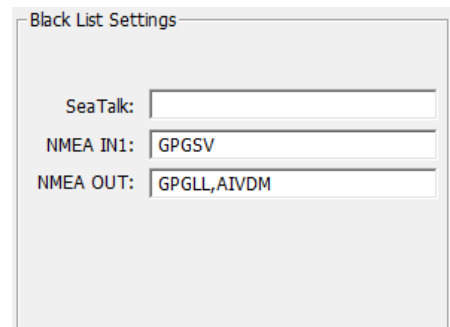 Black List Settings
SeaTalk:
NMEA IN1: GPGSV
NMEA OUT: GPGLL,AIVDM